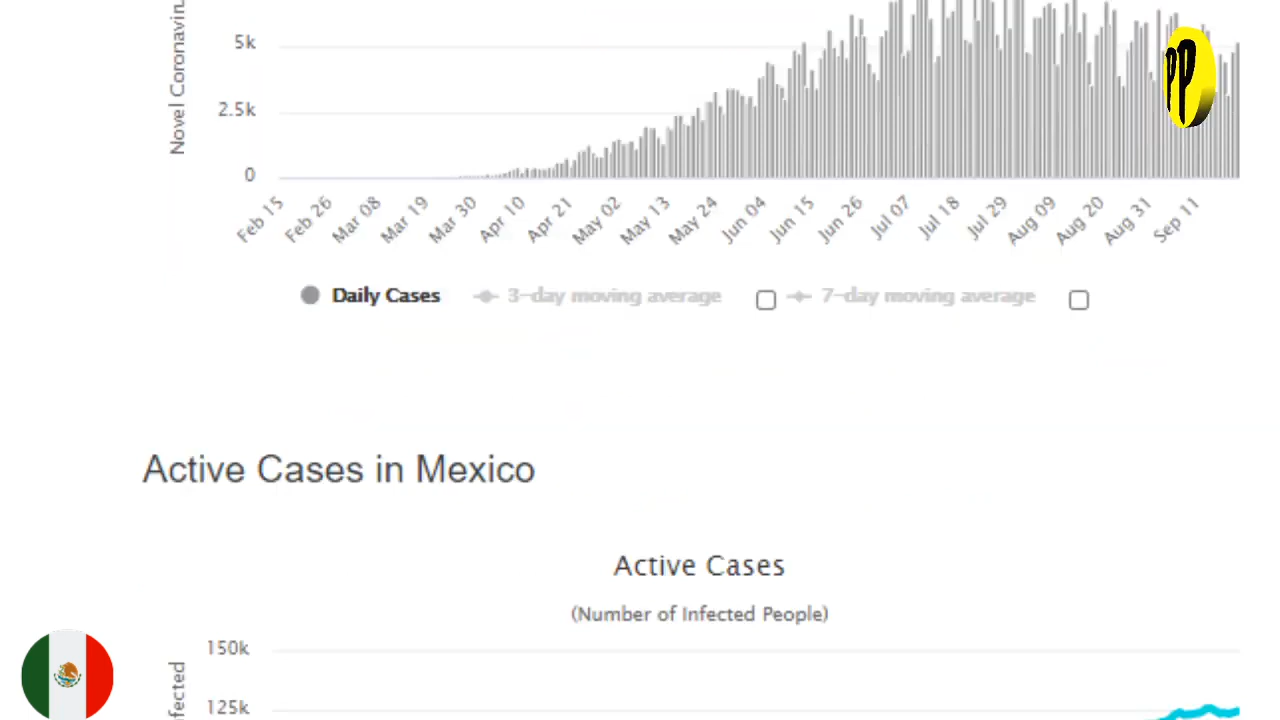 Novel Coronaviru
5k
2.5k
0
Feb 15
Feb 26
Mar 08
Mar 19
Mar 30
Apr 10
Apr 21
May 02
May 13
May 24
Jun 04
Jun 15
Jun 26
Jul 07
Jul 18
Jul 29
Aug 09
Aug 20
Aug 31
Sep 11
PP
Daily Cases 3-day moving average 7-day moving average
Active Cases in Mexico
Active Cases
(Number of Infected People)
150k
125k
nfected